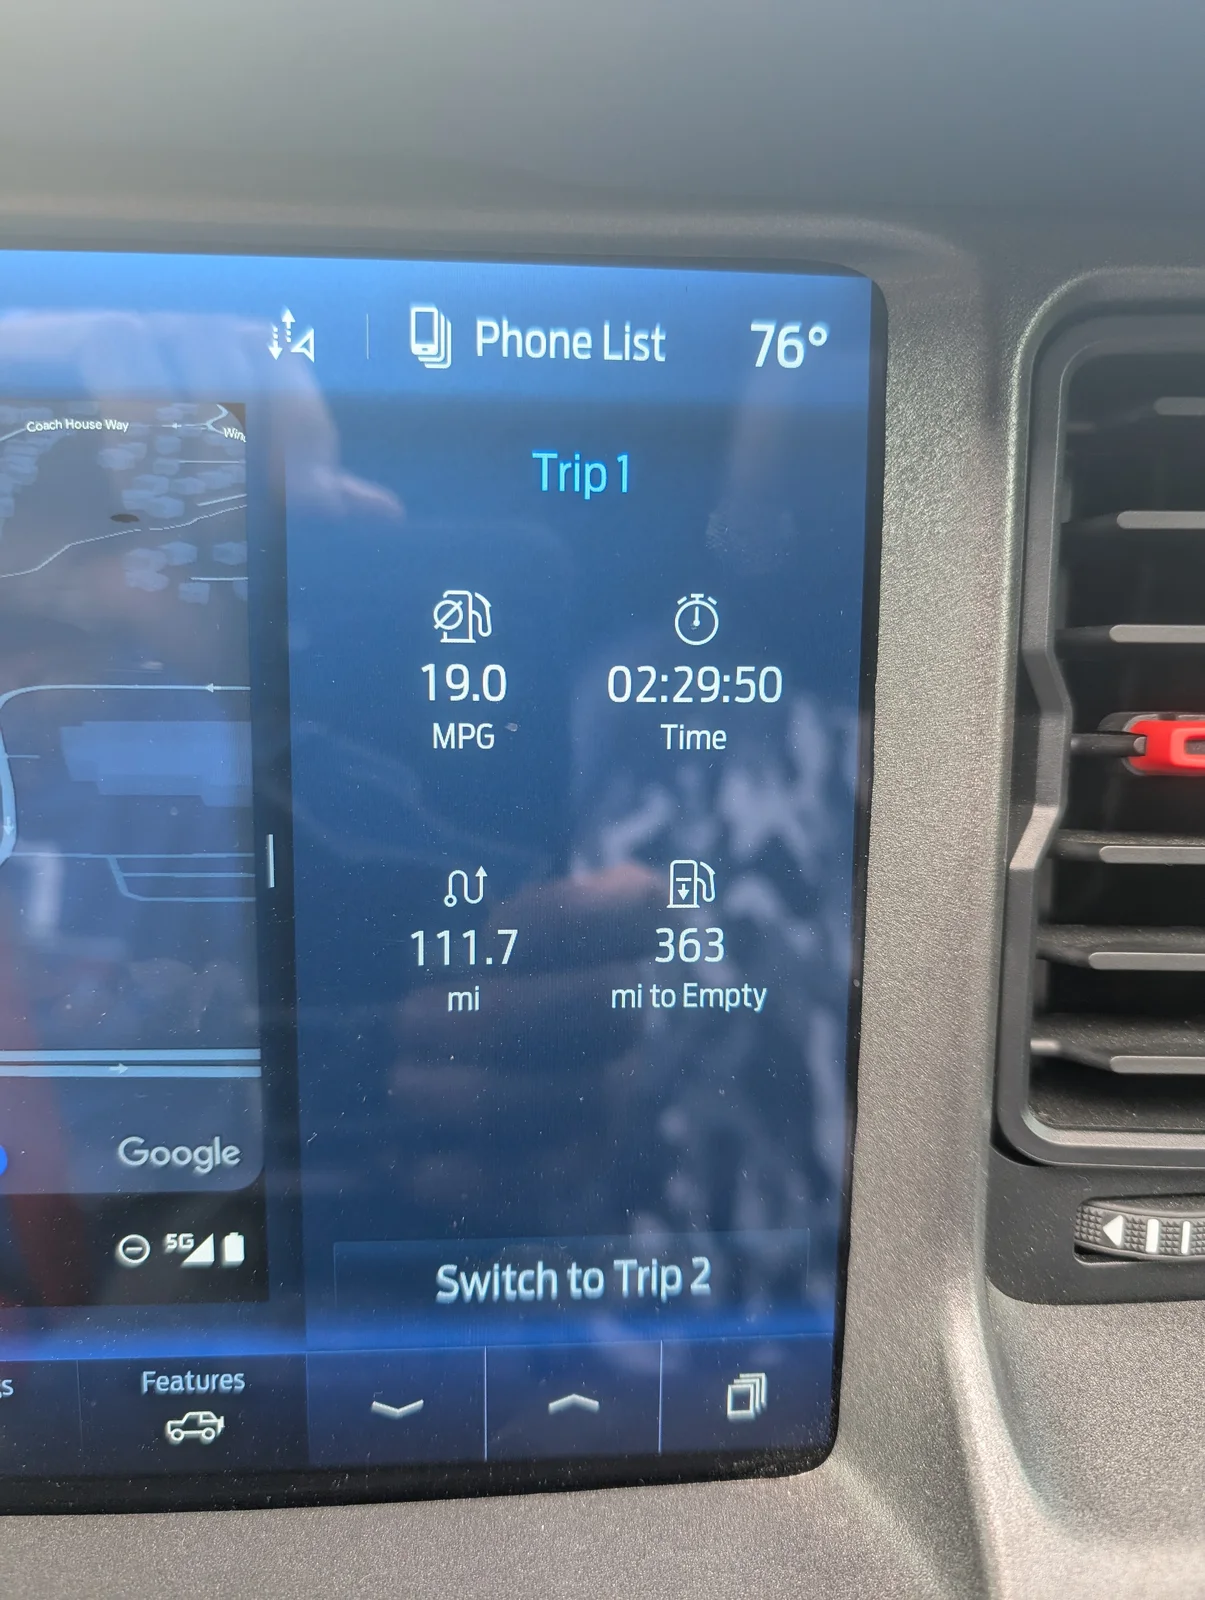 Phone List
76°
Coach House Way
Trip 1
19.0
MPG
02:29:50
Time
111.7
mi
363
mi to Empty
Google
5G
Switch to Trip 2
Features